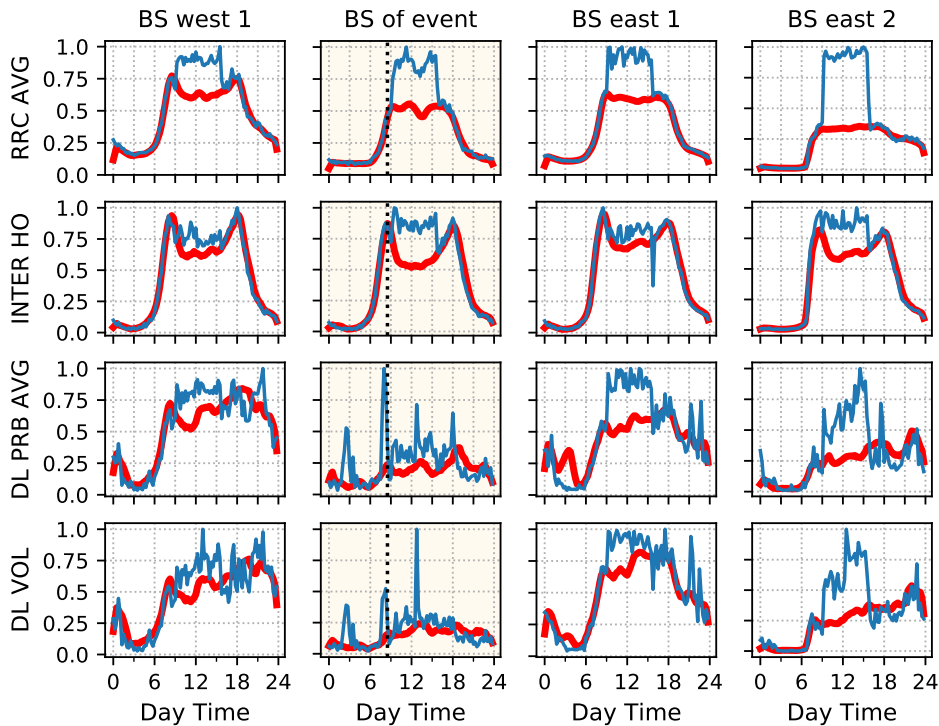 BS west 1 BS of event BS east 1 BS east 2
RRC AVG
1.0
0.75
0.5
0.25
0.0
INTER HO
1.0
0.75
0.5
0.25
0.0
DL PRB AVG
1.0
0.75
0.5
0.25
0.0
DL VOL
1.0
0.75
0.5
0.25
0.0
0 6 12 18 24 0 6 12 18 24 0 6 12 18 24 0 6 12 18 24
Day Time Day Time Day Time Day Time